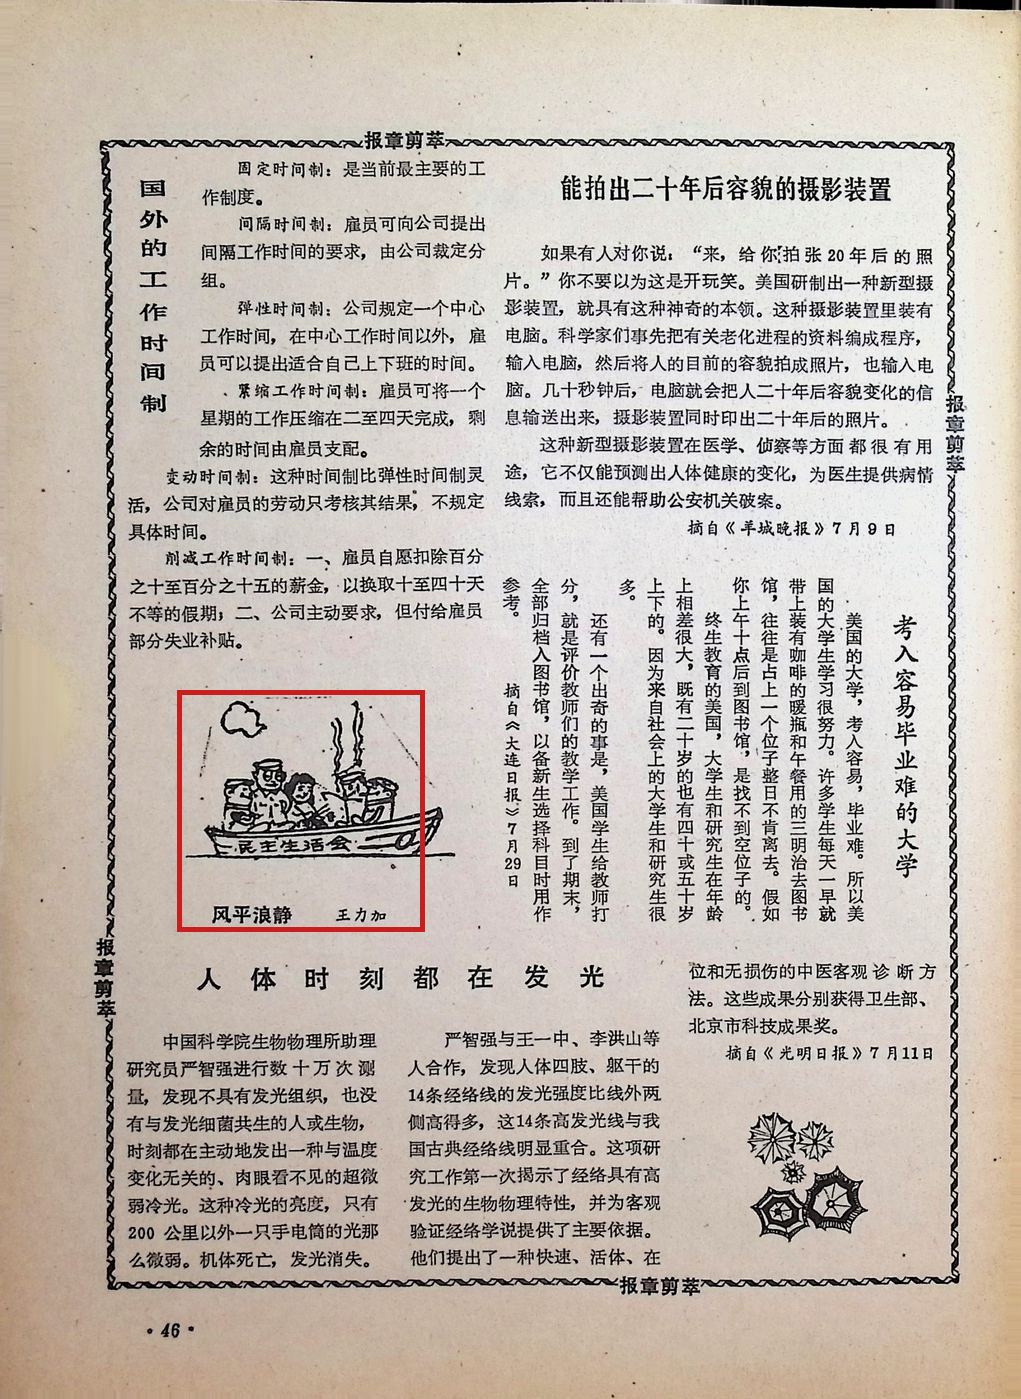 报章剪萃
国外的工作时间制
固定时间制：是当前最主要的工
作制度。
间隔时间制：雇员可向公司提出
间隔工作时间的要求，由公司裁定分
组。
弹性时间制：公司规定一个中心
工作时间，在中心工作时间以外，雇
员可以提出适合自己上下班的时间。
紧缩工作时间制：雇员可将一个
星期的工作压缩在二至四天完成，剩
余的时间由雇员支配。
变动时间制：这种时间制比弹性时间制灵
活，公司对雇员的劳动只考核其结果，不规定
具体时间。
削减工作时间制：一、雇员自愿扣除百分
之十至百分之十五的薪金，以换取十至四十天
不等的假期；二、公司主动要求，但付给雇员
部分失业补贴。
能拍出二十年后容貌的摄影装置
如果有人对你说：“来，给你拍张20年后的照
片。”你不要以为这是开玩笑。美国研制出一种新型摄
影装置，就具有这种神奇的本领。这种摄影装置里装有
电脑。科学家们事先把有关老化进程的资料编成程序，
输入电脑，然后将人的目前的容貌拍成照片，也输入电
脑。几十秒钟后，电脑就会把人二十年后容貌变化的信
息输送出来，摄影装置同时印出二十年后的照片。
这种新型摄影装置在医学、侦察等方面都很有用
途，它不仅能预测出人体健康的变化，为医生提供病情
线索，而且还能帮助公安机关破案。
摘自《羊城晚报》7月9日
报章剪萃
考入容易毕业难的大学
美国的大学，考入容易，毕业难。所以美
国的大学生学习很努力。许多学生每天一早就
带上装有咖啡的暖瓶和午餐用的三明治去图书
馆，往往是占上一个位子整日不肯离去。假如
你上午十点后到图书馆，是找不到空位子的。
终生教育的美国，大学生和研究生在年龄
上相差很大，既有二十岁的也有四十或五十岁
上下的。因为来自社会上的大学生和研究生很
多。
还有一个出奇的事是，美国学生给教师打
分，就是评价教师们的教学工作。到了期末，
全部归档入图书馆，以备新生选择科目时用作
参考。
摘自《大连日报》7月29日
民主生活会
风平浪静 王力加
报章剪萃
人体时刻都在发光
中国科学院生物物理所助理
研究员严智强进行数十万次测
量，发现不具有发光组织，也没
有与发光细菌共生的人或生物，
时刻都在主动地发出一种与温度
变化无关的、肉眼看不见的超微
弱冷光。这种冷光的亮度，只有
200公里以外一只手电筒的光那
么微弱。机体死亡，发光消失。
严智强与王一中、李洪山等
人合作，发现人体四肢、躯干的
14条经络线的发光强度比线外两
侧高得多，这14条高发光线与我
国古典经络线明显重合。这项研
究工作第一次揭示了经络具有高
发光的生物物理特性，并为客观
验证经络学说提供了主要依据。
他们提出了一种快速、活体、在
位和无损伤的中医客观诊断方
法。这些成果分别获得卫生部、
北京市科技成果奖。
摘自《光明日报》7月11日
报章剪萃
·46·